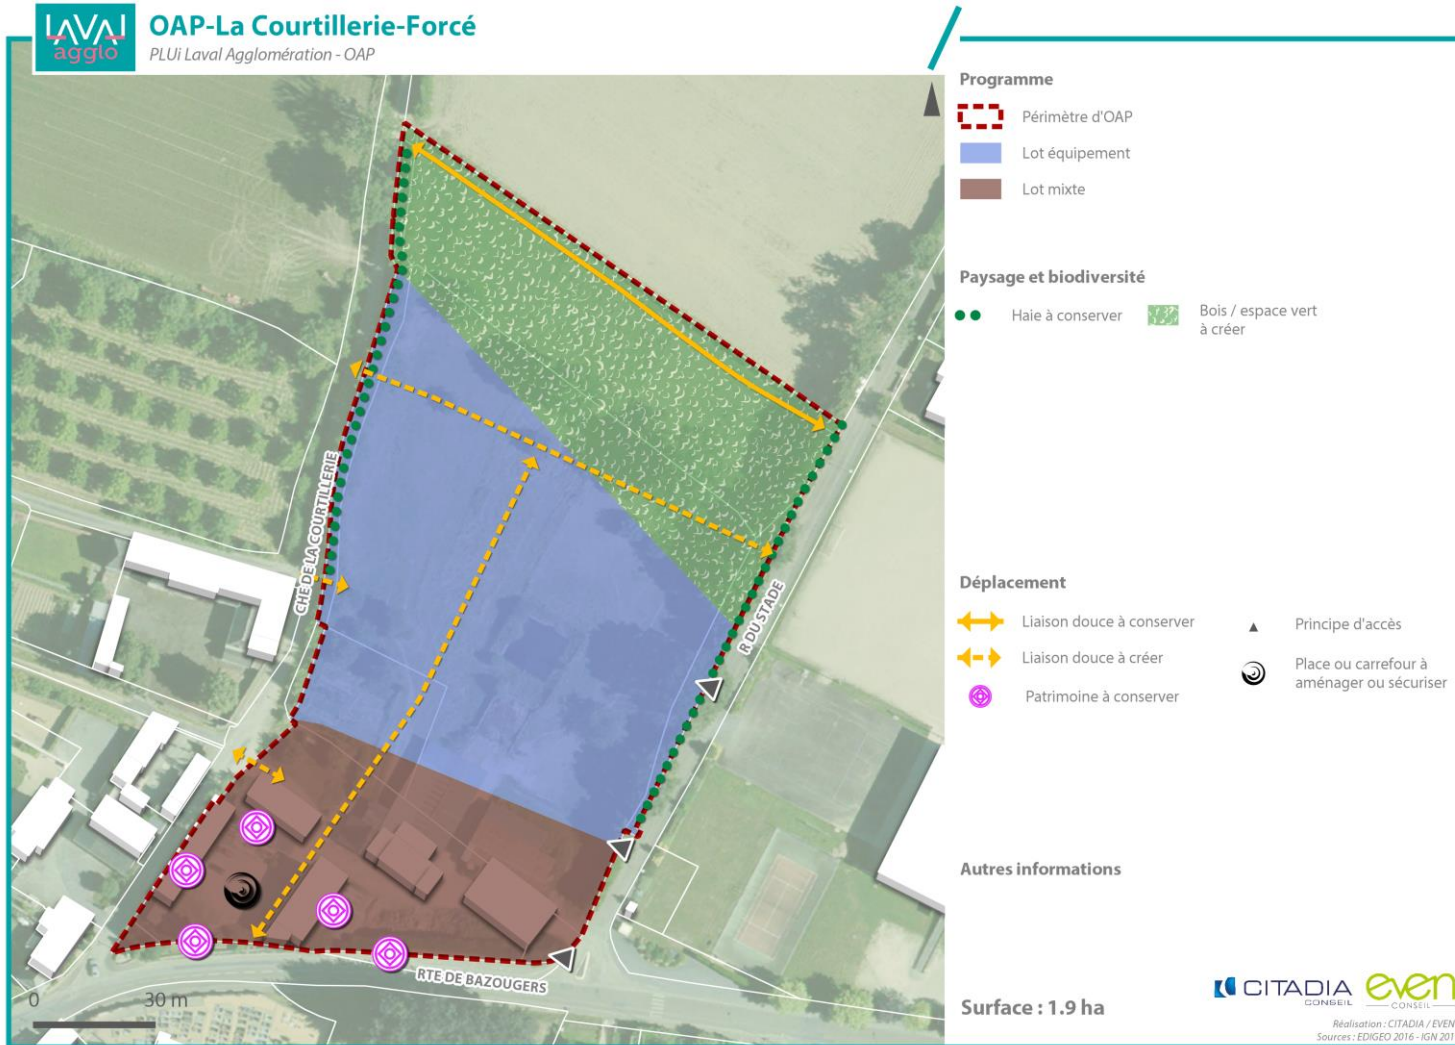 LAVAL
agglo
OAP-La Courtillerie-Forcé
PLUi Laval Agglomération - OAP
Programme
Périmètre d'OAP
Lot équipement
Lot mixte
Paysage et biodiversité
Haie à conserver
Bois / espace vert
à créer
Déplacement
Liaison douce à conserver
Liaison douce à créer
Patrimoine à conserver
Principe d'accès
Place ou carrefour à
aménager ou sécuriser
Autres informations
Surface : 1.9 ha
CITADIA
CONSEIL
even
CONSEIL
Réalisation : CITADIA / EVEN
Sources : EDIGEO 2016 - IGN 201
CHE DE LA COURTILLERIE
R DU STADE
RTE DE BAZOUGERS
0 30 m